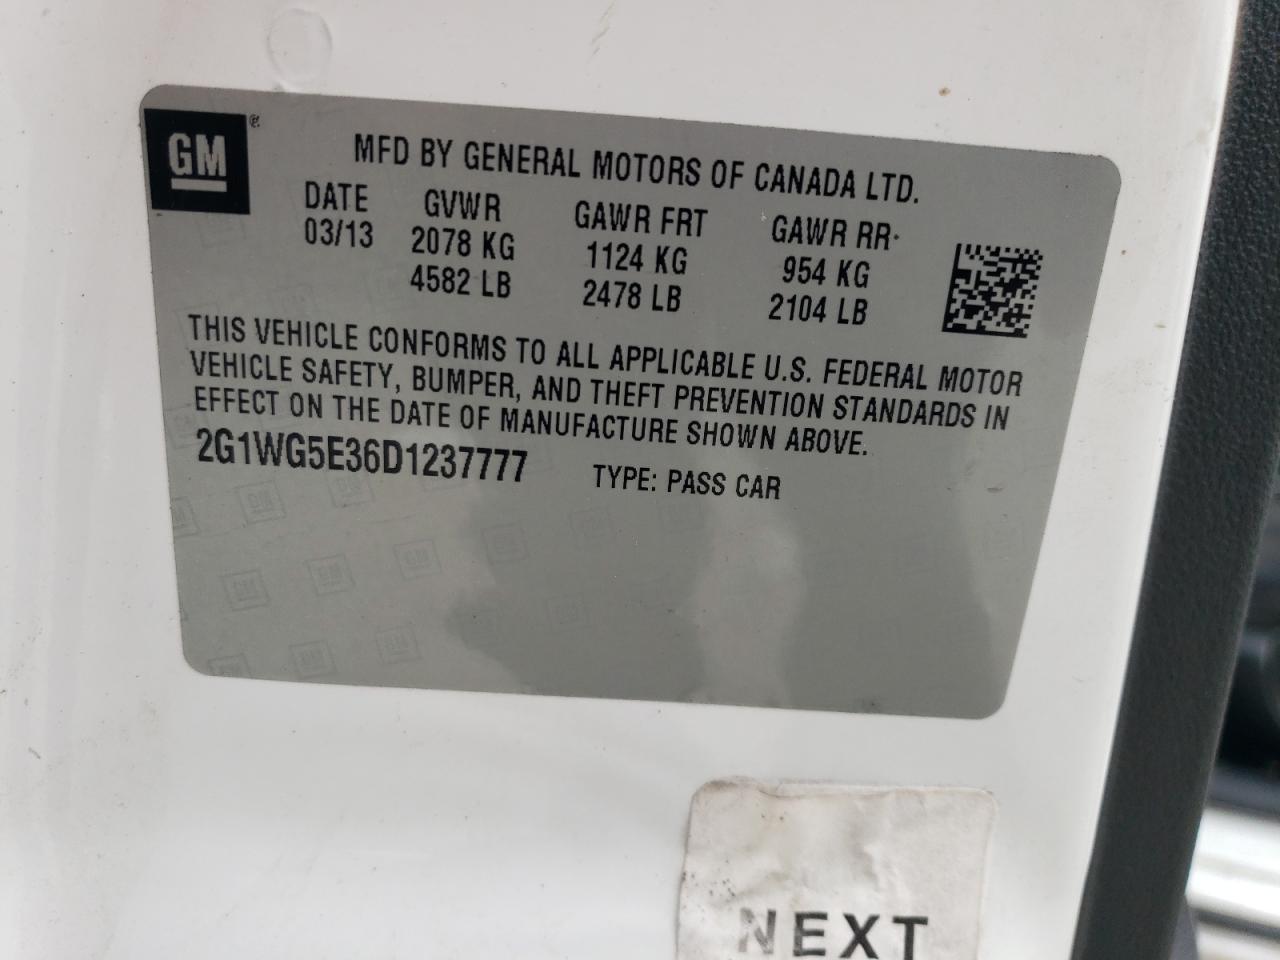 GM®
MFD BY GENERAL MOTORS OF CANADA LTD.
DATE GVWR GAWR FRT GAWR RR
03/13 2078 KG 1124 KG 954 KG
4582 LB 2478 LB 2104 LB
THIS VEHICLE CONFORMS TO ALL APPLICABLE U.S. FEDERAL MOTOR
VEHICLE SAFETY, BUMPER, AND THEFT PREVENTION STANDARDS IN
EFFECT ON THE DATE OF MANUFACTURE SHOWN ABOVE.
2G1WG5E36D1237777 TYPE: PASS CAR
NEXT